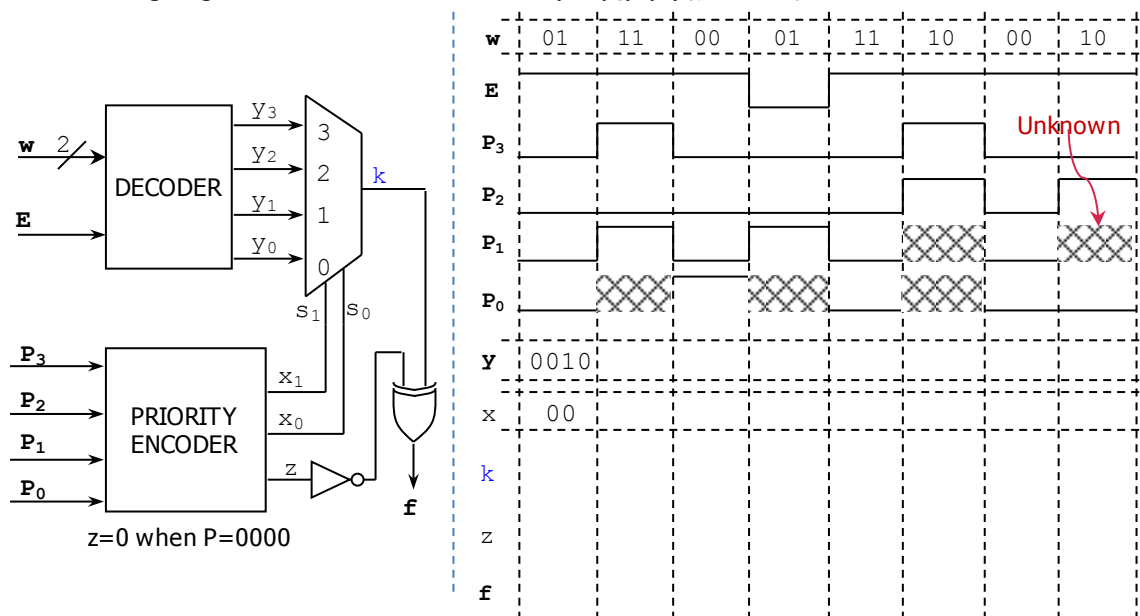 w 01 11 00 01 11 10 00 10
E
P3 Unknown
P2
P1
P0
y 0010
x 00
k
z
f
w 2
E
DECODER
y3
y2
y1
y0
3
2
1
0
k
s1 s0
P3
P2
P1
P0
PRIORITY
ENCODER
x1
x0
z
f
z=0 when P=0000